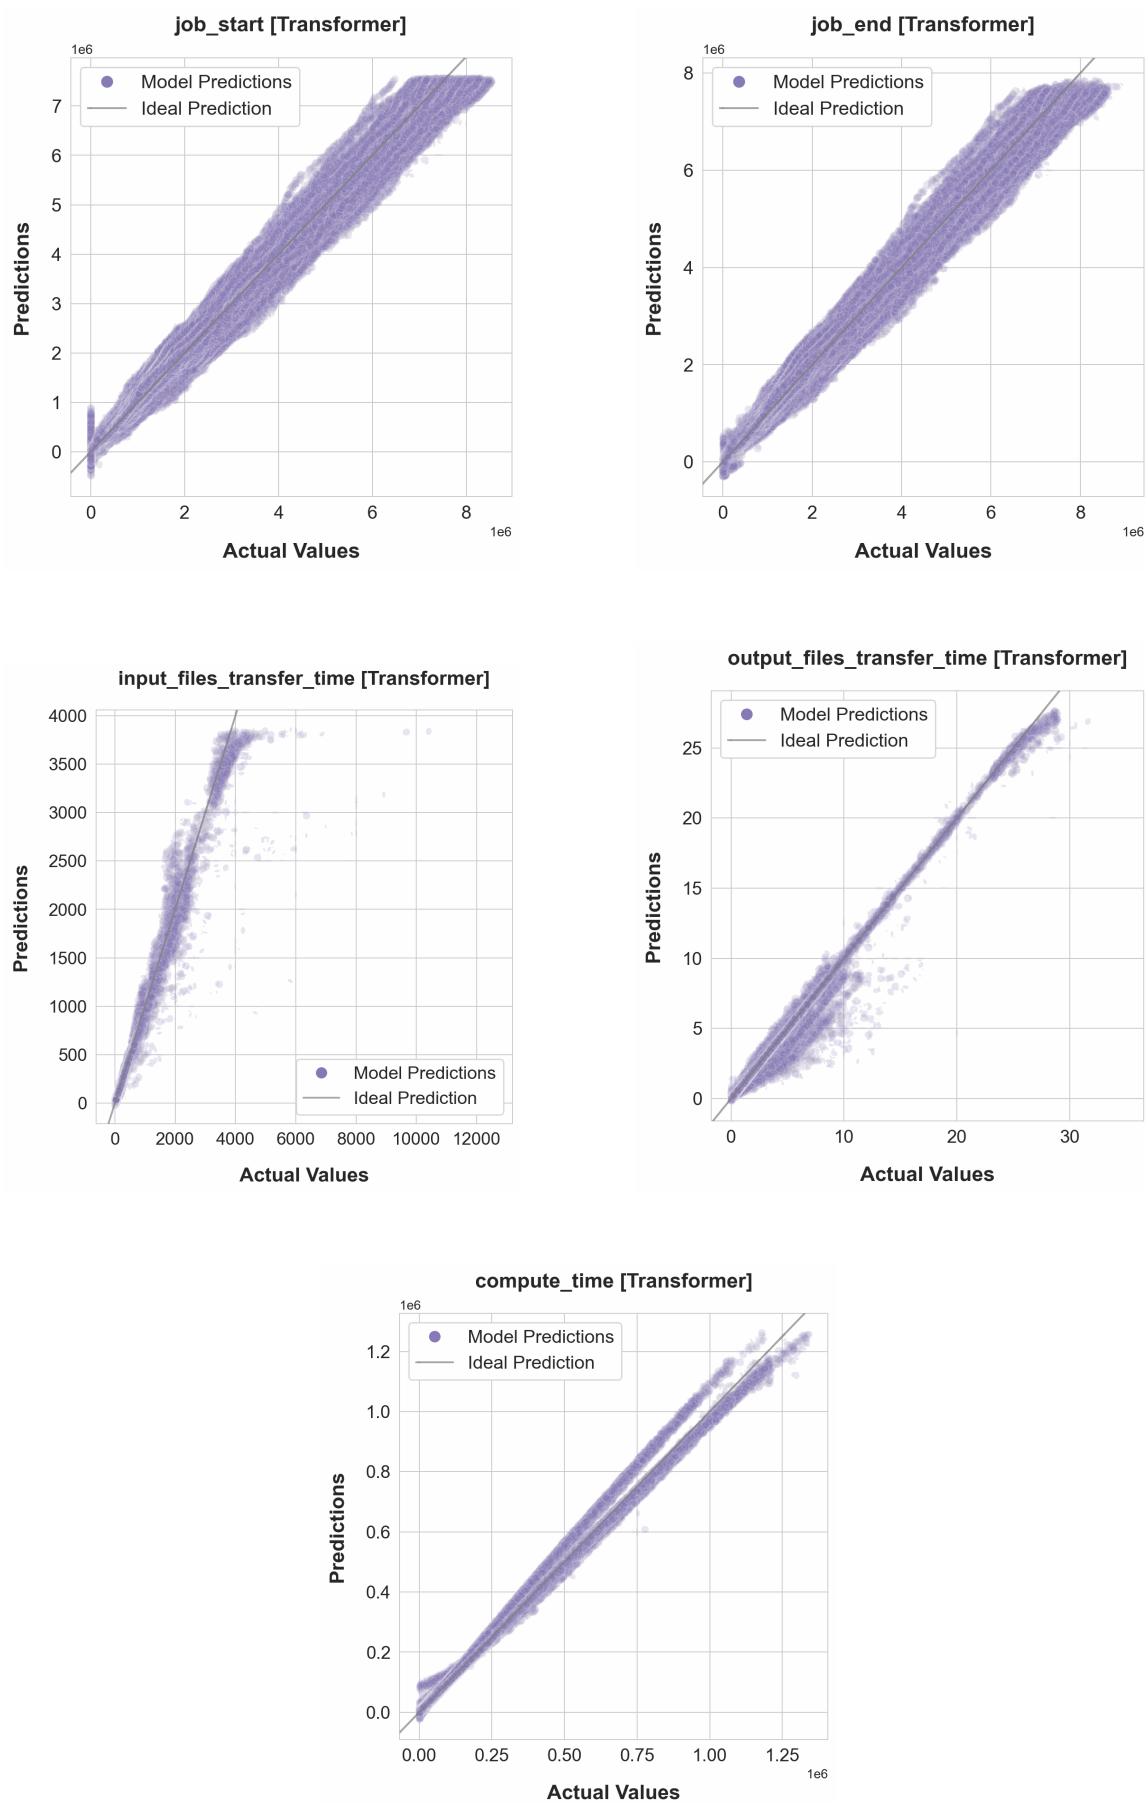 job_start [Transformer]
1e6
Model Predictions
Ideal Prediction
7
6
5
4
3
2
1
0
Predictions
0 2 4 6 8
1e6
Actual Values
job_end [Transformer]
1e6
Model Predictions
Ideal Prediction
8
6
4
2
0
Predictions
0 2 4 6 8
1e6
Actual Values
input_files_transfer_time [Transformer]
4000
3500
3000
2500
2000
1500
1000
500
0
Predictions
Model Predictions
Ideal Prediction
0 2000 4000 6000 8000 10000 12000
Actual Values
output_files_transfer_time [Transformer]
Model Predictions
Ideal Prediction
25
20
15
10
5
0
Predictions
0 10 20 30
Actual Values
compute_time [Transformer]
1e6
Model Predictions
Ideal Prediction
1.2
1.0
0.8
0.6
0.4
0.2
0.0
Predictions
0.00 0.25 0.50 0.75 1.00 1.25
1e6
Actual Values